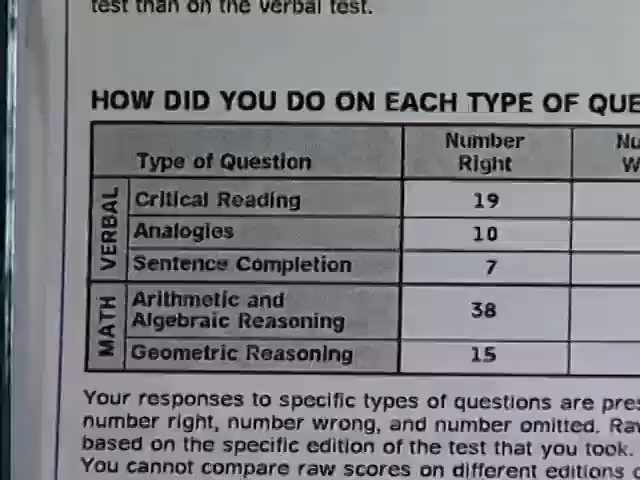 test than on the verbal test.
HOW DID YOU DO ON EACH TYPE OF QUE
Type of Question Number Right Nu W
VERBAL
Critical Reading 19
Analogies 10
Sentence Completion 7
MATH
Arithmetic and
Algebraic Reasoning 38
Geometric Reasoning 15
Your responses to specific types of questions are pres
number right, number wrong, and number omitted. Raw
based on the specific edition of the test that you took.
You cannot compare raw scores on different editions o